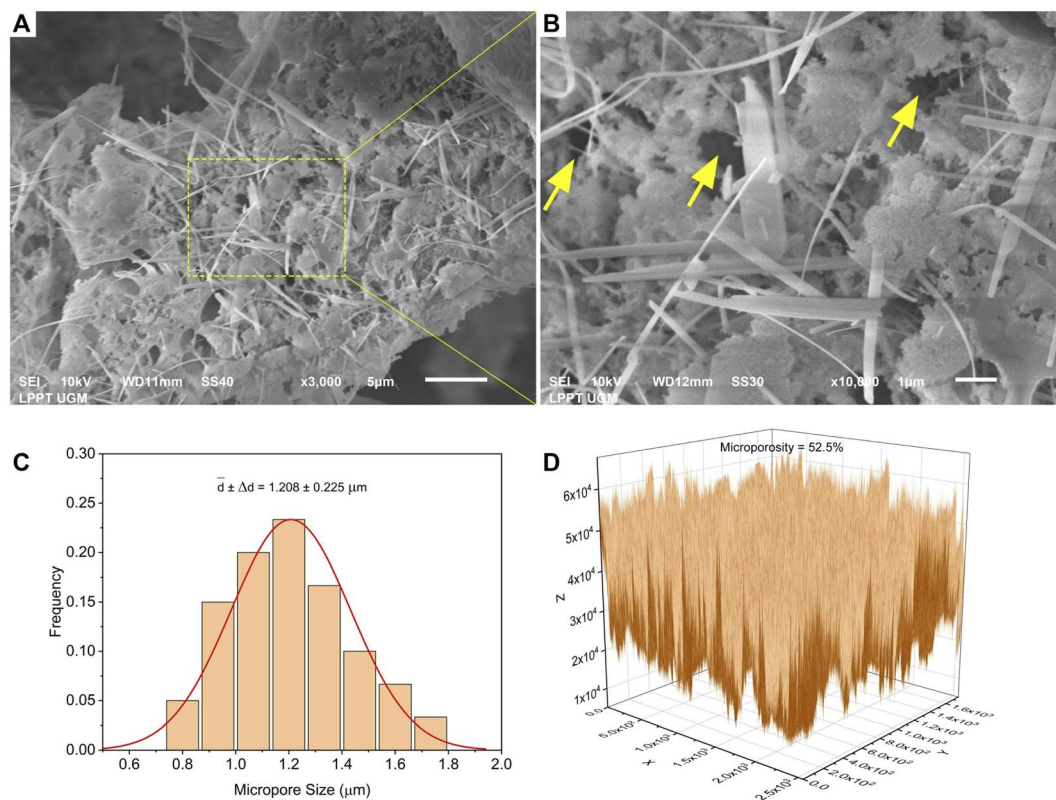 A
SEI 10kV WD11mm SS40 x3,000 5μm
LPPT UGM
B
SEI 10kV WD12mm SS30 x10,000 1μm
LPPT UGM
C
d̅ ± Δd = 1.208 ± 0.225 μm
0.30
0.25
0.20
0.15
0.10
0.05
0.00
Frequency
0.6 0.8 1.0 1.2 1.4 1.6 1.8 2.0
Micropore Size (μm)
D
Microporosity = 52.5%
6x10⁴
5x10⁴
4x10⁴
3x10⁴
2x10⁴
1x10⁴
Z
0.0
5.0x10²
1.0x10³
1.5x10³
2.0x10³
2.5x10³
X
1.6x10³
1.4x10³
1.2x10³
1.0x10³
8.0x10²
6.0x10²
4.0x10²
2.0x10²
0.0
Y